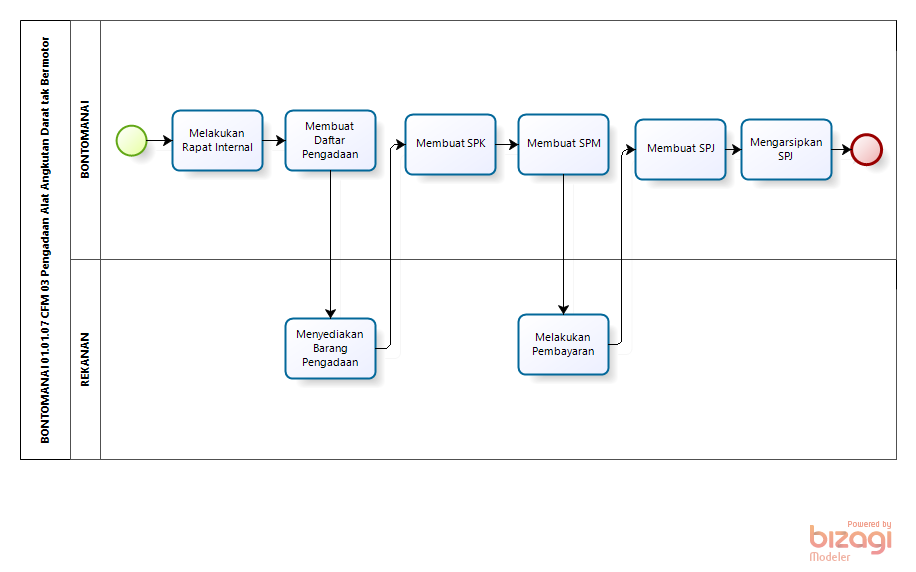 BONTOMANAI 01.01.07 CFM 03 Pengadaan Alat Angkutan Darat tak Bermotor
BONTOMANAI
Melakukan
Rapat Internal
Membuat
Daftar
Pengadaan
Membuat SPK
Membuat SPM
Membuat SPJ
Mengarsipkan
SPJ
REKANAN
Menyediakan
Barang
Pengadaan
Melakukan
Pembayaran
Powered by
bizagi
Modeler